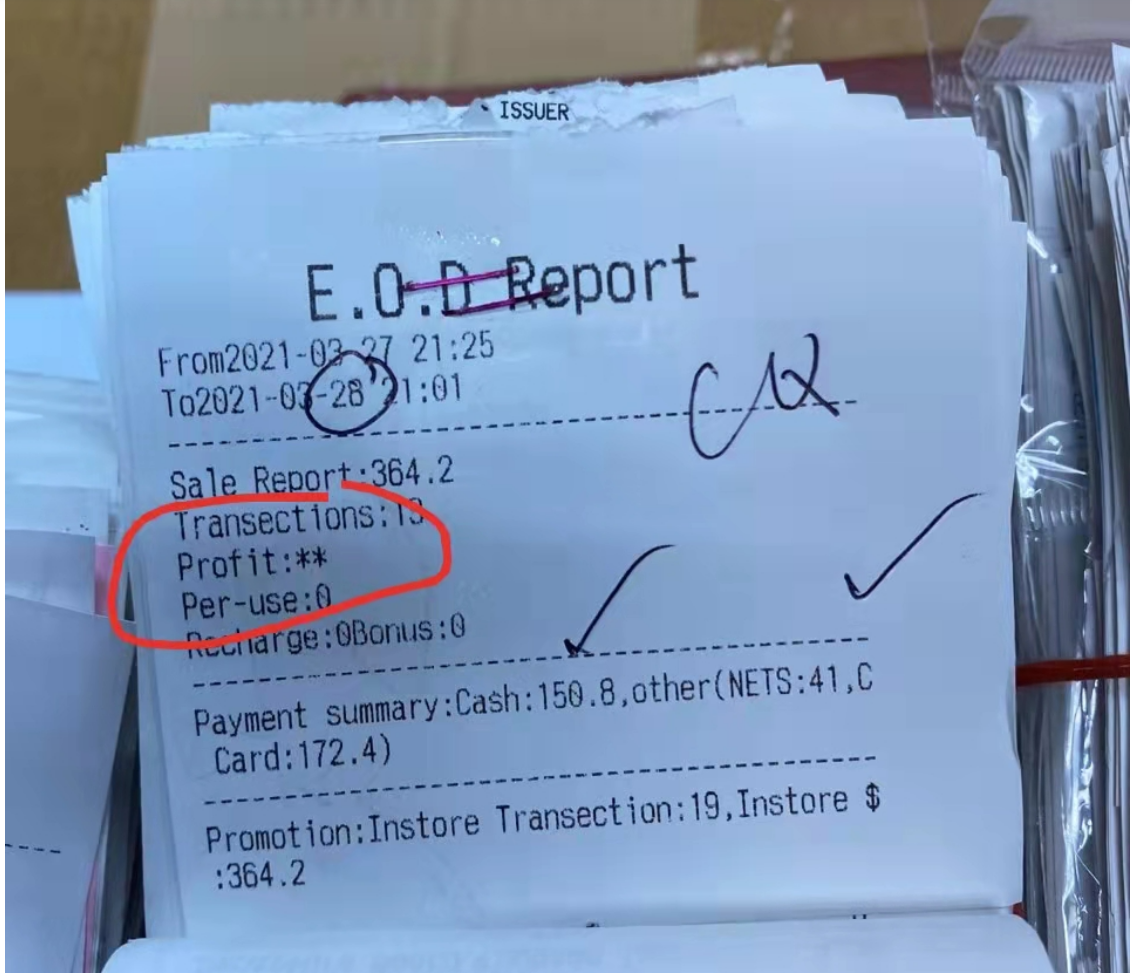 ISSUER
E.O.D Report
From2021-03-27 21:25
To2021-03-28 21:01
Sale Report:364.2
Transections:19
Profit:**
Per-use:0
Recharge:0Bonus:0
Payment summary:Cash:150.8,other(NETS:41,C
Card:172.4)
Promotion:Instore Transection:19,Instore $
:364.2